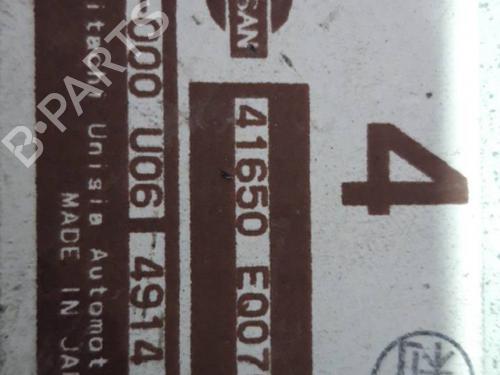 SAN
4
41650 EQ07
000 U06 4914
itachi Unisia Automot
MADE IN JA
B-PARTS